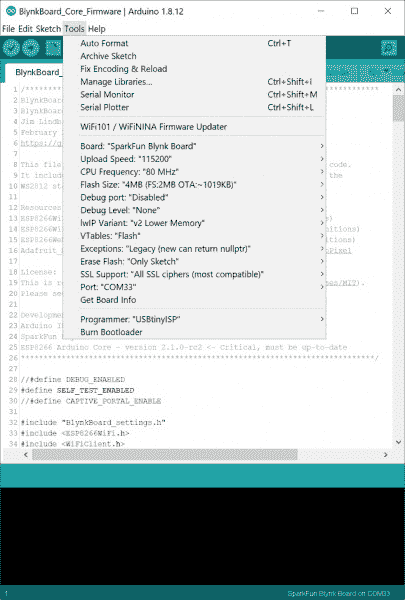 BlynkBoard_Core_Firmware | Arduino 1.8.12
File Edit Sketch Tools Help
Auto Format Ctrl+T
Archive Sketch
Fix Encoding & Reload
Manage Libraries... Ctrl+Shift+I
Serial Monitor Ctrl+Shift+M
Serial Plotter Ctrl+Shift+L
WiFi101 / WiFiNINA Firmware Updater
Board: "SparkFun Blynk Board"
Upload Speed: "115200"
CPU Frequency: "80 MHz"
Flash Size: "4MB (FS:2MB OTA:~1019KB)"
Debug port: "Disabled"
Debug Level: "None"
lwIP Variant: "v2 Lower Memory"
VTables: "Flash"
Exceptions: "Legacy (new can return nullptr)"
Erase Flash: "Only Sketch"
SSL Support: "All SSL ciphers (most compatible)"
Port: "COM33"
Get Board Info
Programmer: "USBtinyISP"
Burn Bootloader
BlynkBoard_
1 /**
2 BlynkBoard
3 BlynkBoard
4 Jim Lindb
5 February
6 https://g
7
8 This file code.
9 It includ the
10 WS2812 st
11
12 Resources
13 ESP8266Wi
14 ESP8266Wi nitions)
15 ESP8266We nitions)
16 Adafruit_ Pixel
17
18 License:
19 This is re es/MIT).
20 Please se
21
22 Developme
23 Arduino I
24 SparkFun
25 ESP8266 Arduino Core - version 2.1.0-rc2 <- Critical, must be up-to-date
26 ******************************************************************************/
27
28 //#define DEBUG_ENABLED
29 #define SELF_TEST_ENABLED
30 //#define CAPTIVE_PORTAL_ENABLE
31
32 #include "BlynkBoard_settings.h"
33 #include <ESP8266WiFi.h>
34 #include <WiFiClient.h>
1 SparkFun Blynk Board on COM33